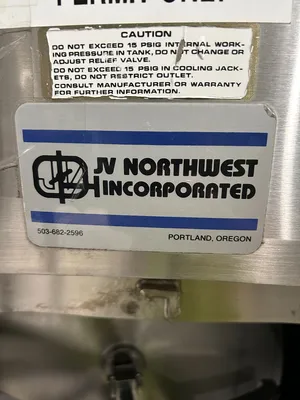 CAUTION
DO NOT EXCEED 15 PSIG INTERNAL WORK-
ING PRESSURE IN TANK, DO NOT CHANGE OR
ADJUST RELIEF VALVE.
DO NOT EXCEED 15 PSIG IN COOLING JACK-
ETS, DO NOT RESTRICT OUTLET.
CONSULT MANUFACTURER OR WARRANTY
FOR FURTHER INFORMATION.
JV NORTHWEST
INCORPORATED
503-682-2596
PORTLAND, OREGON